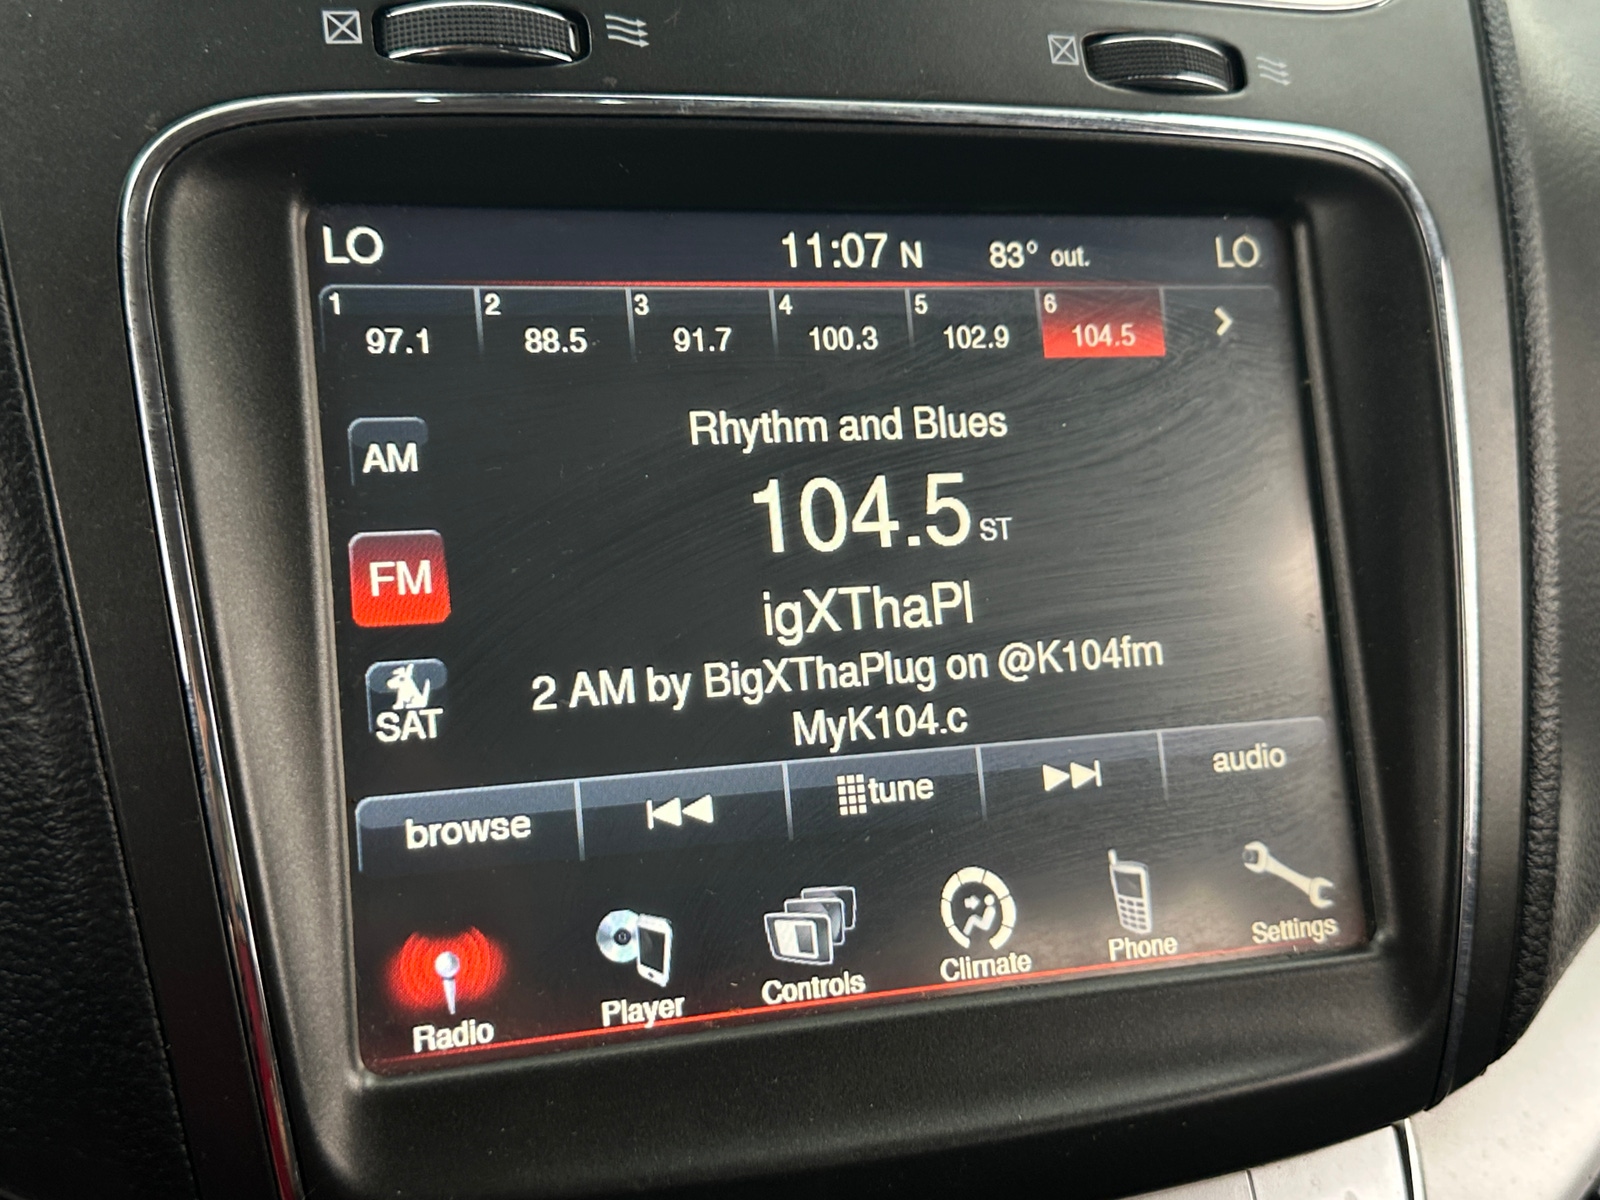 LO 11:07 N 83° out. LO
1 2 3 4 5 6
97.1 88.5 91.7 100.3 102.9 104.5
AM
Rhythm and Blues
104.5 ST
FM
igXThaPl
2 AM by BigXThaPlug on @K104fm
MyK104.c
SAT
browse tune audio
Radio Player Controls Climate Phone Settings